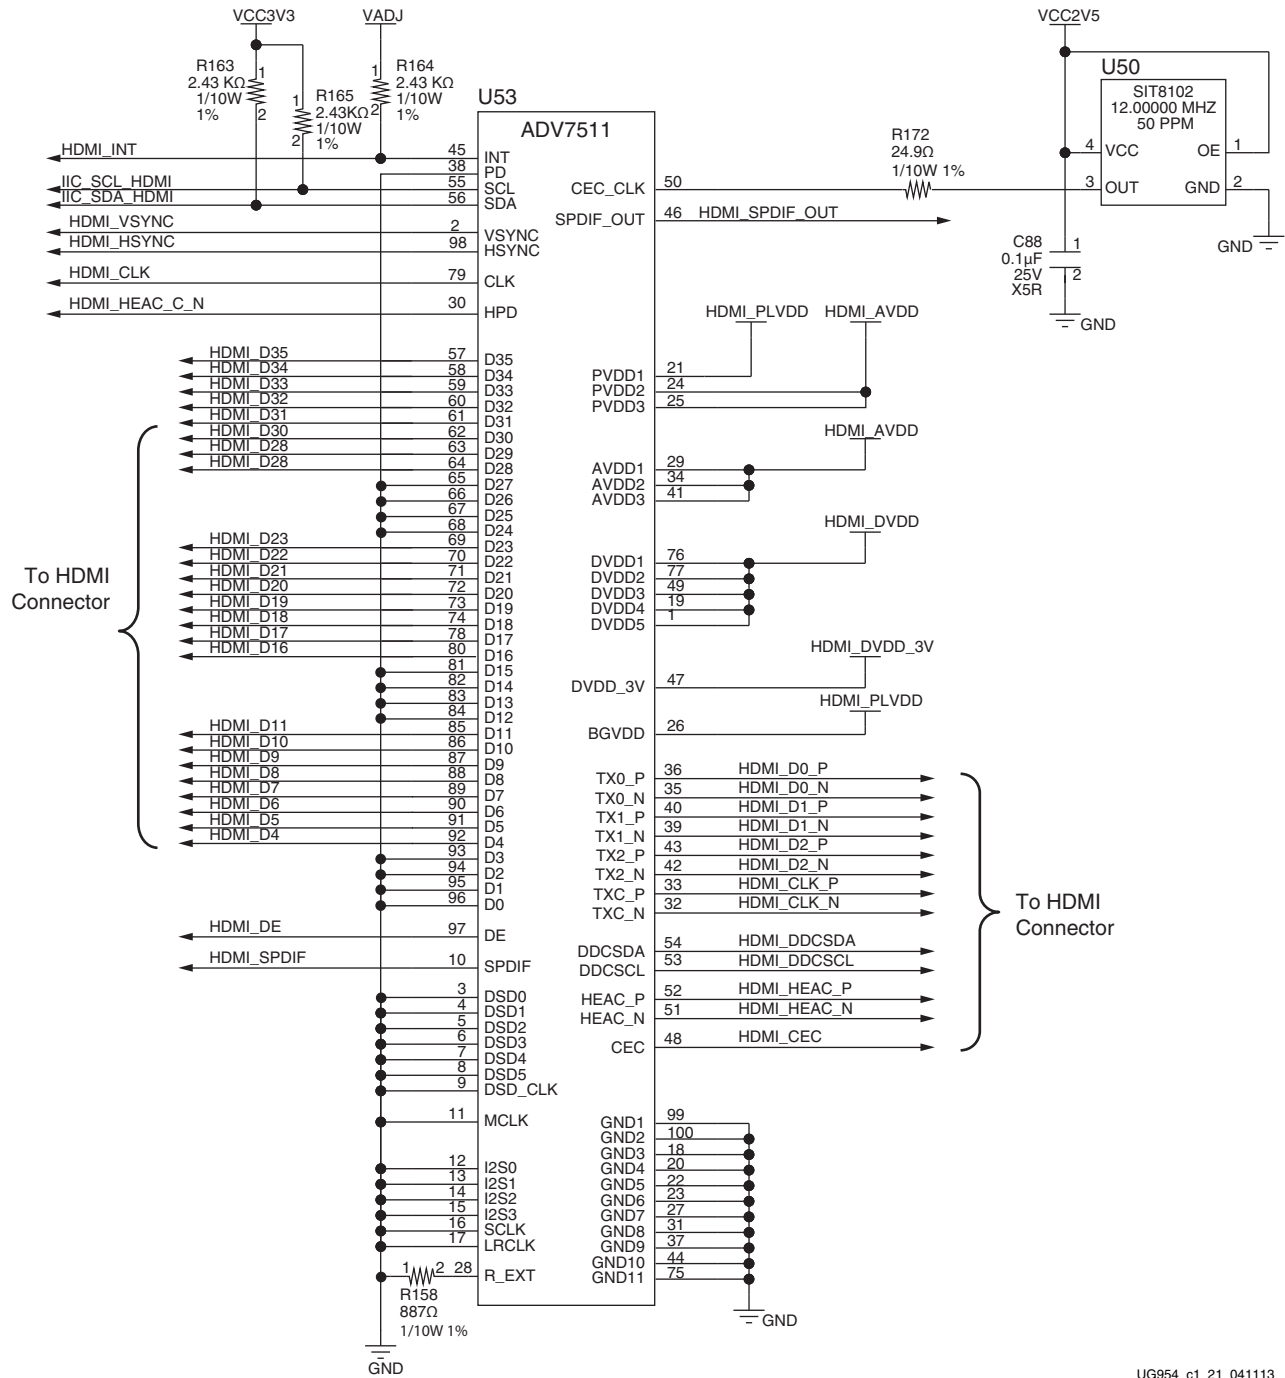 VCC3V3
VADJ
VCC2V5
R163
2.43 KΩ
1/10W
1%
1
2
R165
2.43KΩ
1/10W
1%
1
2
R164
2.43 KΩ
1/10W
1%
1
2
U53
ADV7511
U50
SIT8102
12.00000 MHZ
50 PPM
4 VCC
OE 1
3 OUT
GND 2
GND
R172
24.9Ω
1/10W 1%
C88
0.1µF
25V
X5R
1
2
GND
HDMI_INT 45 INT
38 PD
IIC_SCL_HDMI 55 SCL
IIC_SDA_HDMI 56 SDA
HDMI_VSYNC 2 VSYNC
HDMI_HSYNC 98 HSYNC
HDMI_CLK 79 CLK
HDMI_HEAC_C_N 30 HPD
HDMI_D35 57 D35
HDMI_D34 58 D34
HDMI_D33 59 D33
HDMI_D32 60 D32
HDMI_D31 61 D31
HDMI_D30 62 D30
HDMI_D28 63 D29
HDMI_D28 64 D28
65 D27
66 D26
67 D25
68 D24
HDMI_D23 69 D23
HDMI_D22 70 D22
HDMI_D21 71 D21
HDMI_D20 72 D20
HDMI_D19 73 D19
HDMI_D18 74 D18
HDMI_D17 78 D17
HDMI_D16 80 D16
81 D15
82 D14
83 D13
84 D12
HDMI_D11 85 D11
HDMI_D10 86 D10
HDMI_D9 87 D9
HDMI_D8 88 D8
HDMI_D7 89 D7
HDMI_D6 90 D6
HDMI_D5 91 D5
HDMI_D4 92 D4
93 D3
94 D2
95 D1
96 D0
To HDMI
Connector
HDMI_DE 97 DE
HDMI_SPDIF 10 SPDIF
3 DSD0
4 DSD1
5 DSD2
6 DSD3
7 DSD4
8 DSD5
9 DSD_CLK
11 MCLK
12 I2S0
13 I2S1
14 I2S2
15 I2S3
16 SCLK
17 LRCLK
1 2 28 R_EXT
R158
887Ω
1/10W 1%
GND
CEC_CLK 50
SPDIF_OUT 46 HDMI_SPDIF_OUT
HDMI_PLVDD
HDMI_AVDD
PVDD1 21
PVDD2 24
PVDD3 25
HDMI_AVDD
AVDD1 29
AVDD2 34
AVDD3 41
HDMI_DVDD
DVDD1 76
DVDD2 77
DVDD3 49
DVDD4 19
DVDD5 1
HDMI_DVDD_3V
DVDD_3V 47
HDMI_PLVDD
BGVDD 26
TX0_P 36 HDMI_D0_P
TX0_N 35 HDMI_D0_N
TX1_P 40 HDMI_D1_P
TX1_N 39 HDMI_D1_N
TX2_P 43 HDMI_D2_P
TX2_N 42 HDMI_D2_N
TXC_P 33 HDMI_CLK_P
TXC_N 32 HDMI_CLK_N
DDCSDA 54 HDMI_DDCSDA
DDCSCL 53 HDMI_DDCSCL
HEAC_P 52 HDMI_HEAC_P
HEAC_N 51 HDMI_HEAC_N
CEC 48 HDMI_CEC
To HDMI
Connector
GND1 99
GND2 100
GND3 18
GND4 20
GND5 22
GND6 23
GND7 27
GND8 31
GND9 37
GND10 44
GND11 75
GND
UG954_c1_21_041113